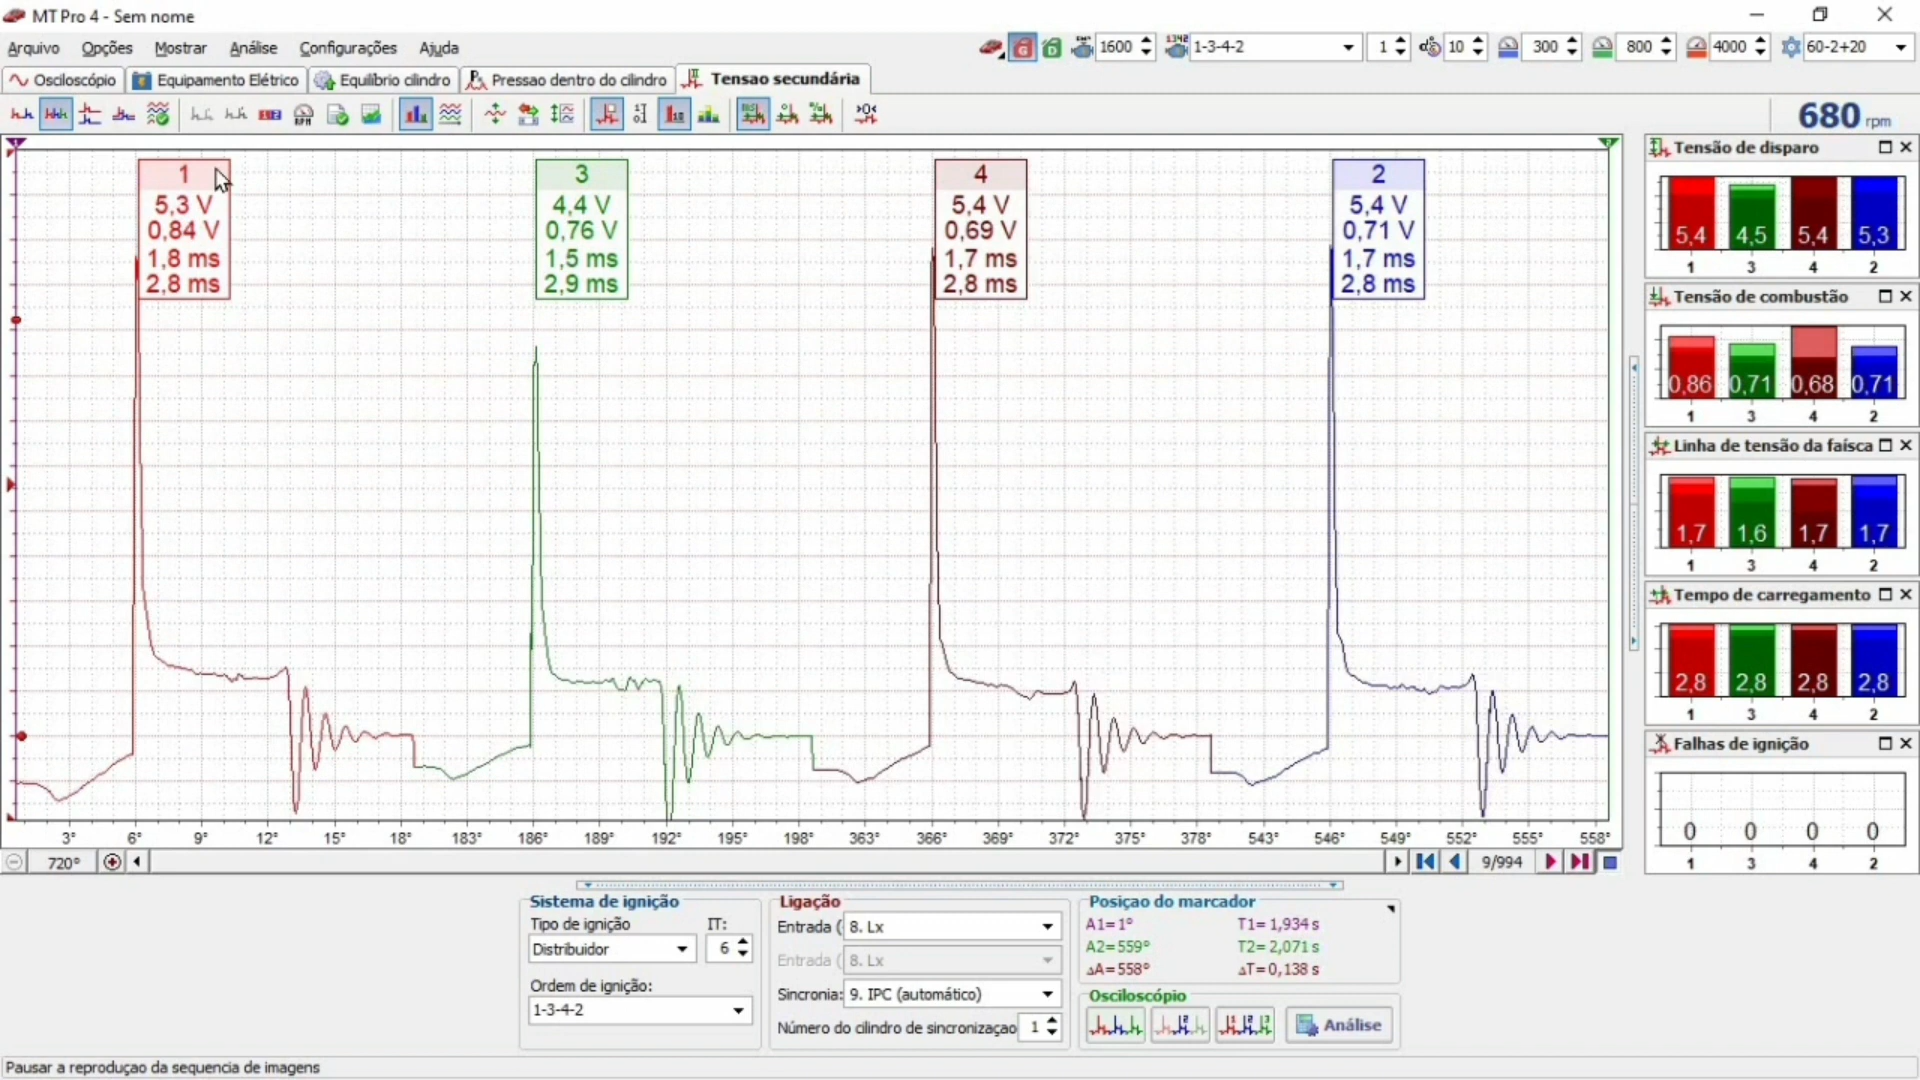 MT Pro 4 - Sem nome
Arquivo Opções Mostrar Análise Configurações Ajuda
1600 1-3-4-2 1 10 300 800 4000 60-2+20
Osciloscópio Equipamento Elétrico Equilíbrio cilindro Pressao dentro do cilindro Tensao secundária
680 rpm
1
5,3 V
0,84 V
1,8 ms
2,8 ms
3
4,4 V
0,76 V
1,5 ms
2,9 ms
4
5,4 V
0,69 V
1,7 ms
2,8 ms
2
5,4 V
0,71 V
1,7 ms
2,8 ms
3° 6° 9° 12° 15° 18° 183° 186° 189° 192° 195° 198° 363° 366° 369° 372° 375° 378° 543° 546° 549° 552° 555° 558°
720°
9/994
Tensão de disparo
5,4 4,5 5,4 5,3
1 3 4 2
Tensão de combustão
0,86 0,71 0,68 0,71
1 3 4 2
Linha de tensão da faísca
1,7 1,6 1,7 1,7
1 3 4 2
Tempo de carregamento
2,8 2,8 2,8 2,8
1 3 4 2
Falhas de ignição
0 0 0 0
1 3 4 2
Sistema de ignição
Tipo de ignição IT:
Distribuidor 6
Ordem de ignição:
1-3-4-2
Ligação
Entrada ( 8. Lx
Entrada ( 8. Lx
Sincronia: 9. IPC (automático)
Número do cilindro de sincronizaçao 1
Posiçao do marcador
A1=1° T1=1,934 s
A2=559° T2=2,071 s
ΔA=558° ΔT=0,138 s
Osciloscópio
Análise
Pausar a reproduçao da sequencia de imagens